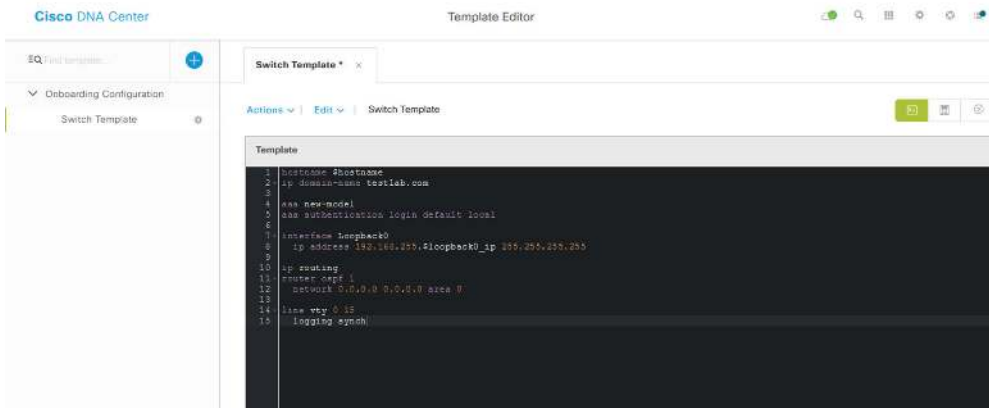 Cisco DNA Center
Template Editor
Find template...
Switch Template *
Onboarding Configuration
Switch Template
Actions
Edit
Switch Template
Template
1 hostname $hostname
2 ip domain-name testlab.com
3
4 aaa new-model
5 aaa authentication login default local
6
7 interface Loopback0
8 ip address 192.168.255.$loopback0_ip 255.255.255.255
9
10 ip routing
11 router ospf 1
12 network 0.0.0.0 0.0.0.0 area 0
13
14 line vty 0 15
15 logging synch